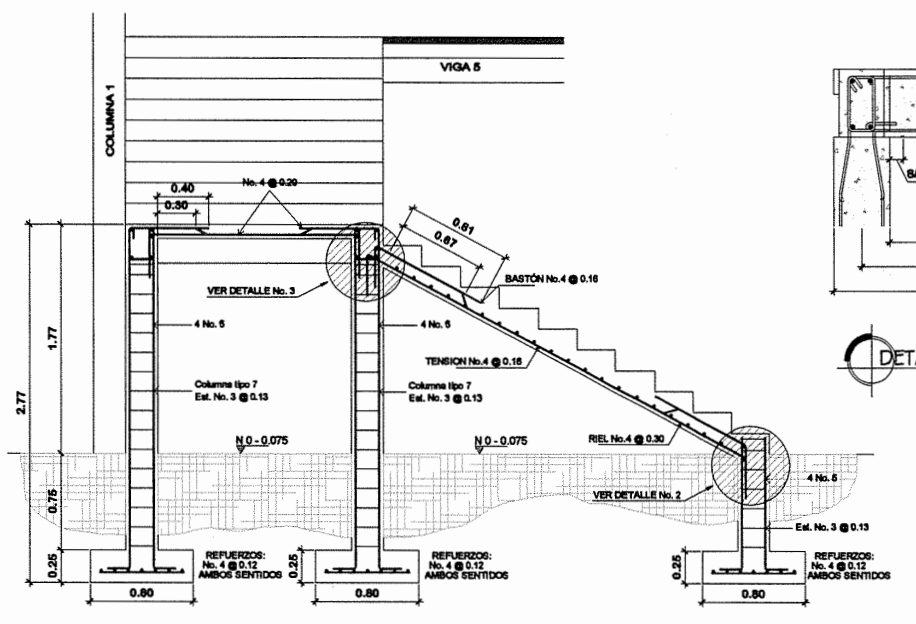 COLUMNA 1
VIGA 5
0.40
0.30
No. 4 @ 0.20
0.81
0.67
BASTÓN No.4 @ 0.16
VER DETALLE No. 3
1.77
2.77
4 No. 5
4 No. 5
TENSION No.4 @ 0.16
Columna tipo 7
Est. No. 3 @ 0.13
Columna tipo 7
Est. No. 3 @ 0.13
N 0 - 0.075
N 0 - 0.075
RIEL No.4 @ 0.30
VER DETALLE No. 2
4 No. 5
0.75
Est. No. 3 @ 0.13
0.25
REFUERZOS:
No. 4 @ 0.12
AMBOS SENTIDOS
0.25
REFUERZOS:
No. 4 @ 0.12
AMBOS SENTIDOS
0.25
REFUERZOS:
No. 4 @ 0.12
AMBOS SENTIDOS
0.80
0.80
0.80
DETA